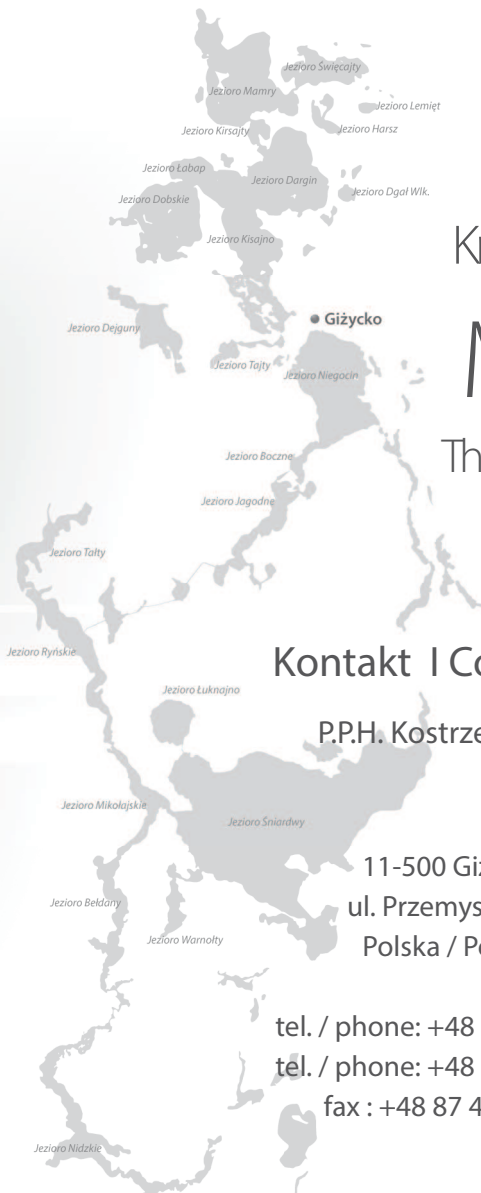 Jezioro Święcajty
Jezioro Mamry
Jezioro Lemięt
Jezioro Kirsajty
Jezioro Harsz
Jezioro Łabap
Jezioro Dargin
Jezioro Dobskie
Jezioro Dgał Wlk.
Jezioro Kisajno
Giżycko
Jezioro Dejguny
Jezioro Tajty
Jezioro Niegocin
Th
Jezioro Boczne
Jezioro Jagodne
Jezioro Tałty
Jezioro Ryńskie
Kontakt I Co
Jezioro Łuknajno
P.P.H. Kostrze
Jezioro Mikołajskie
Jezioro Śniardwy
11-500 Giż
Jezioro Bełdany
ul. Przemys
Jezioro Warnołty
Polska / Po
tel. / phone: +48
tel. / phone: +48
fax : +48 87 4
Jezioro Nidzkie